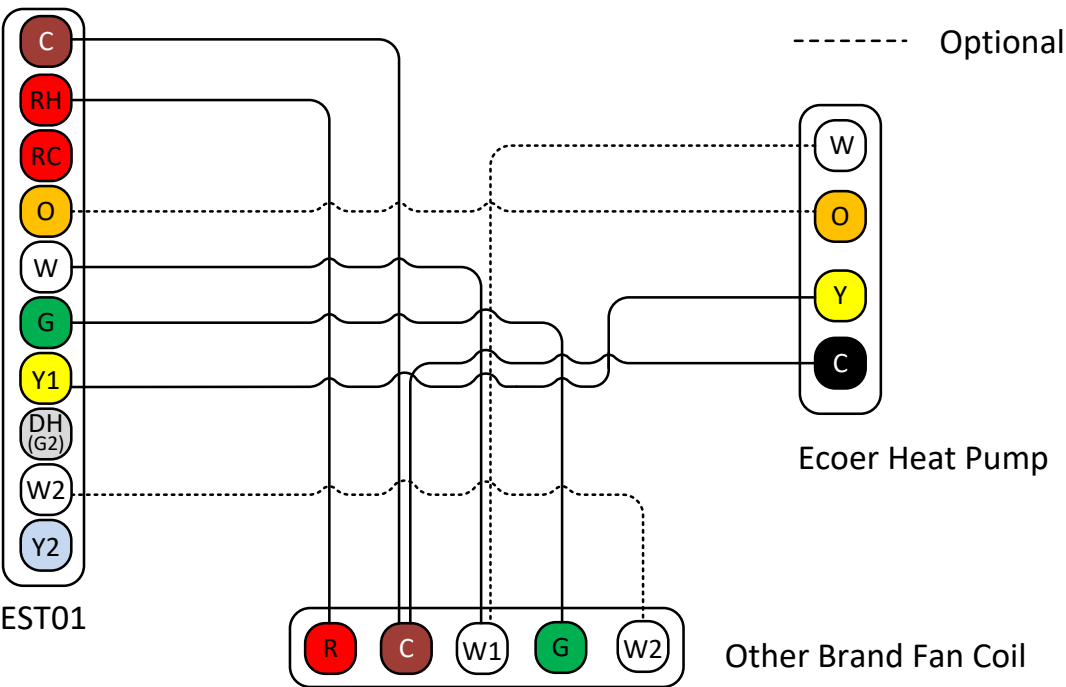 C
RH
RC
O
W
G
Y1
DH
(G2)
W2
Y2
EST01
Optional
W
O
Y
C
Ecoer Heat Pump
R
C
W1
G
W2
Other Brand Fan Coil